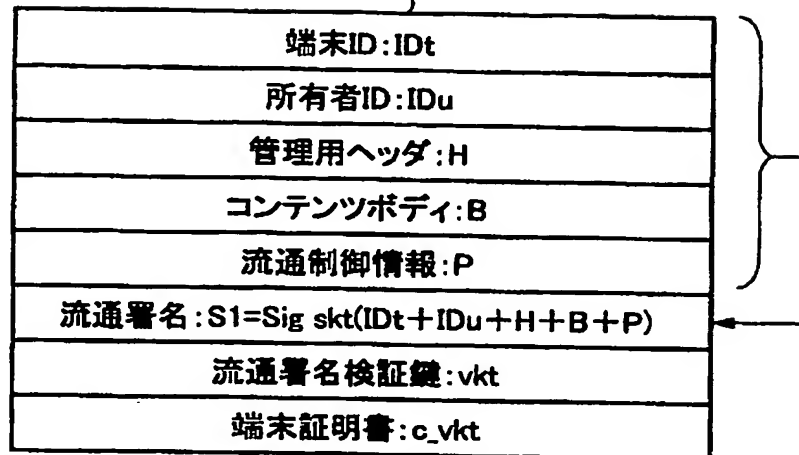 端末ID:IDt
所有者ID:IDu
管理用ヘッダ:H
コンテンツボディ:B
流通制御情報:P
流通署名:S1=Sig skt(IDt+IDu+H+B+P)
流通署名検証鍵:vkt
端末証明書:c_vkt